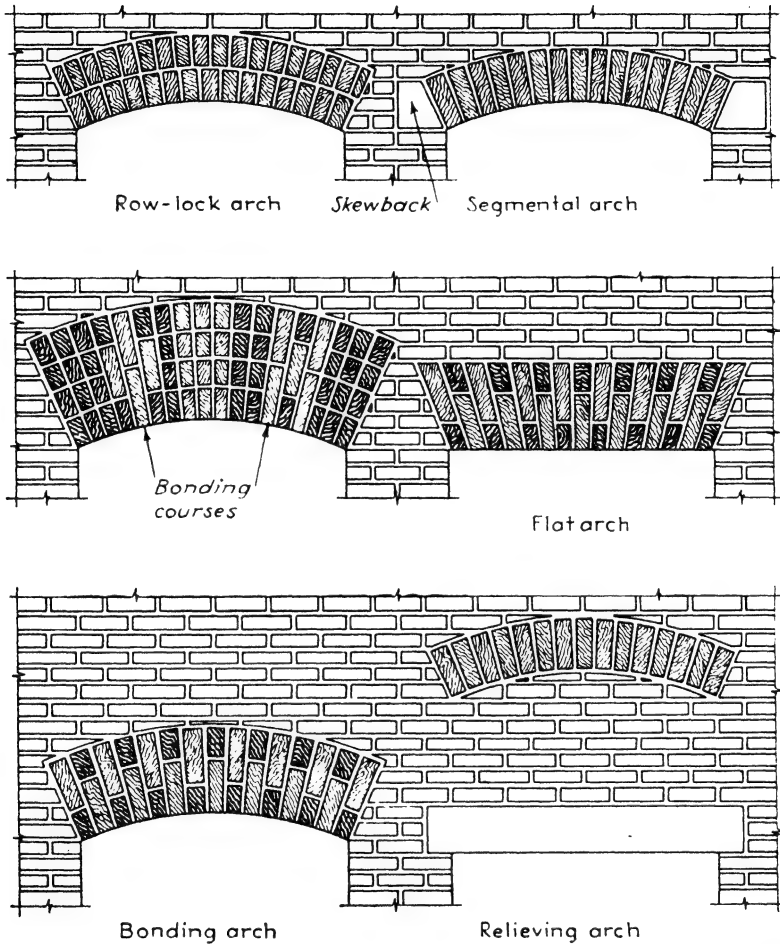 Row-lock arch
Skewback
Segmental arch
Bonding
courses
Flat arch
Bonding arch
Relieving arch